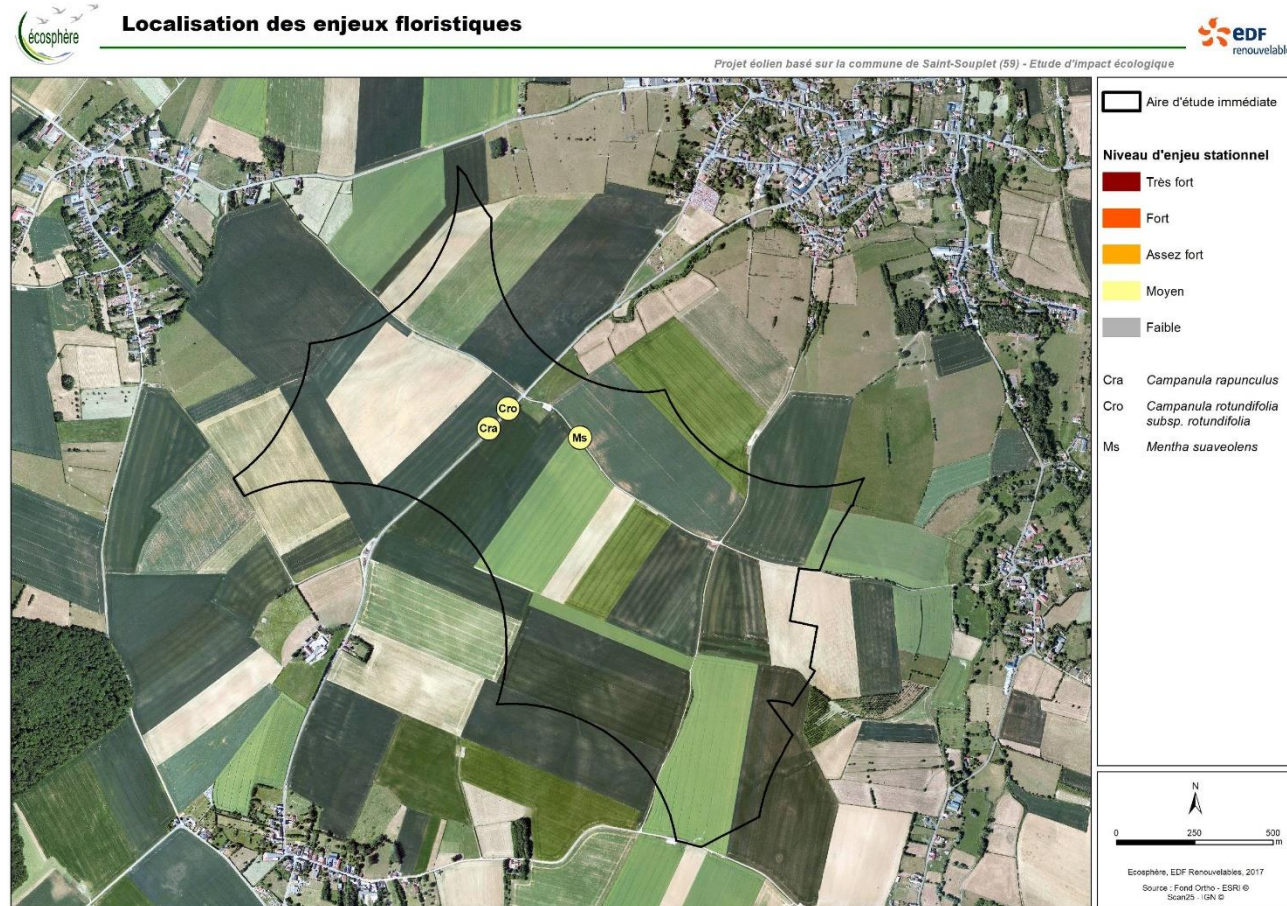 écosphère
Localisation des enjeux floristiques
EDF
renouvelables
Projet éolien basé sur la commune de Saint-Souplet (59) - Etude d'impact écologique
Aire d'étude immédiate
Niveau d'enjeu stationnel
Très fort
Fort
Assez fort
Moyen
Faible
Cra Campanula rapunculus
Cro Campanula rotundifolia
subsp. rotundifolia
Ms Mentha suaveolens
Cro
Cra
Ms
N
0 250 500
m
Ecosphère, EDF Renouvelables, 2017
Source : Fond Ortho - ESRI ©
Scan25 - IGN ©